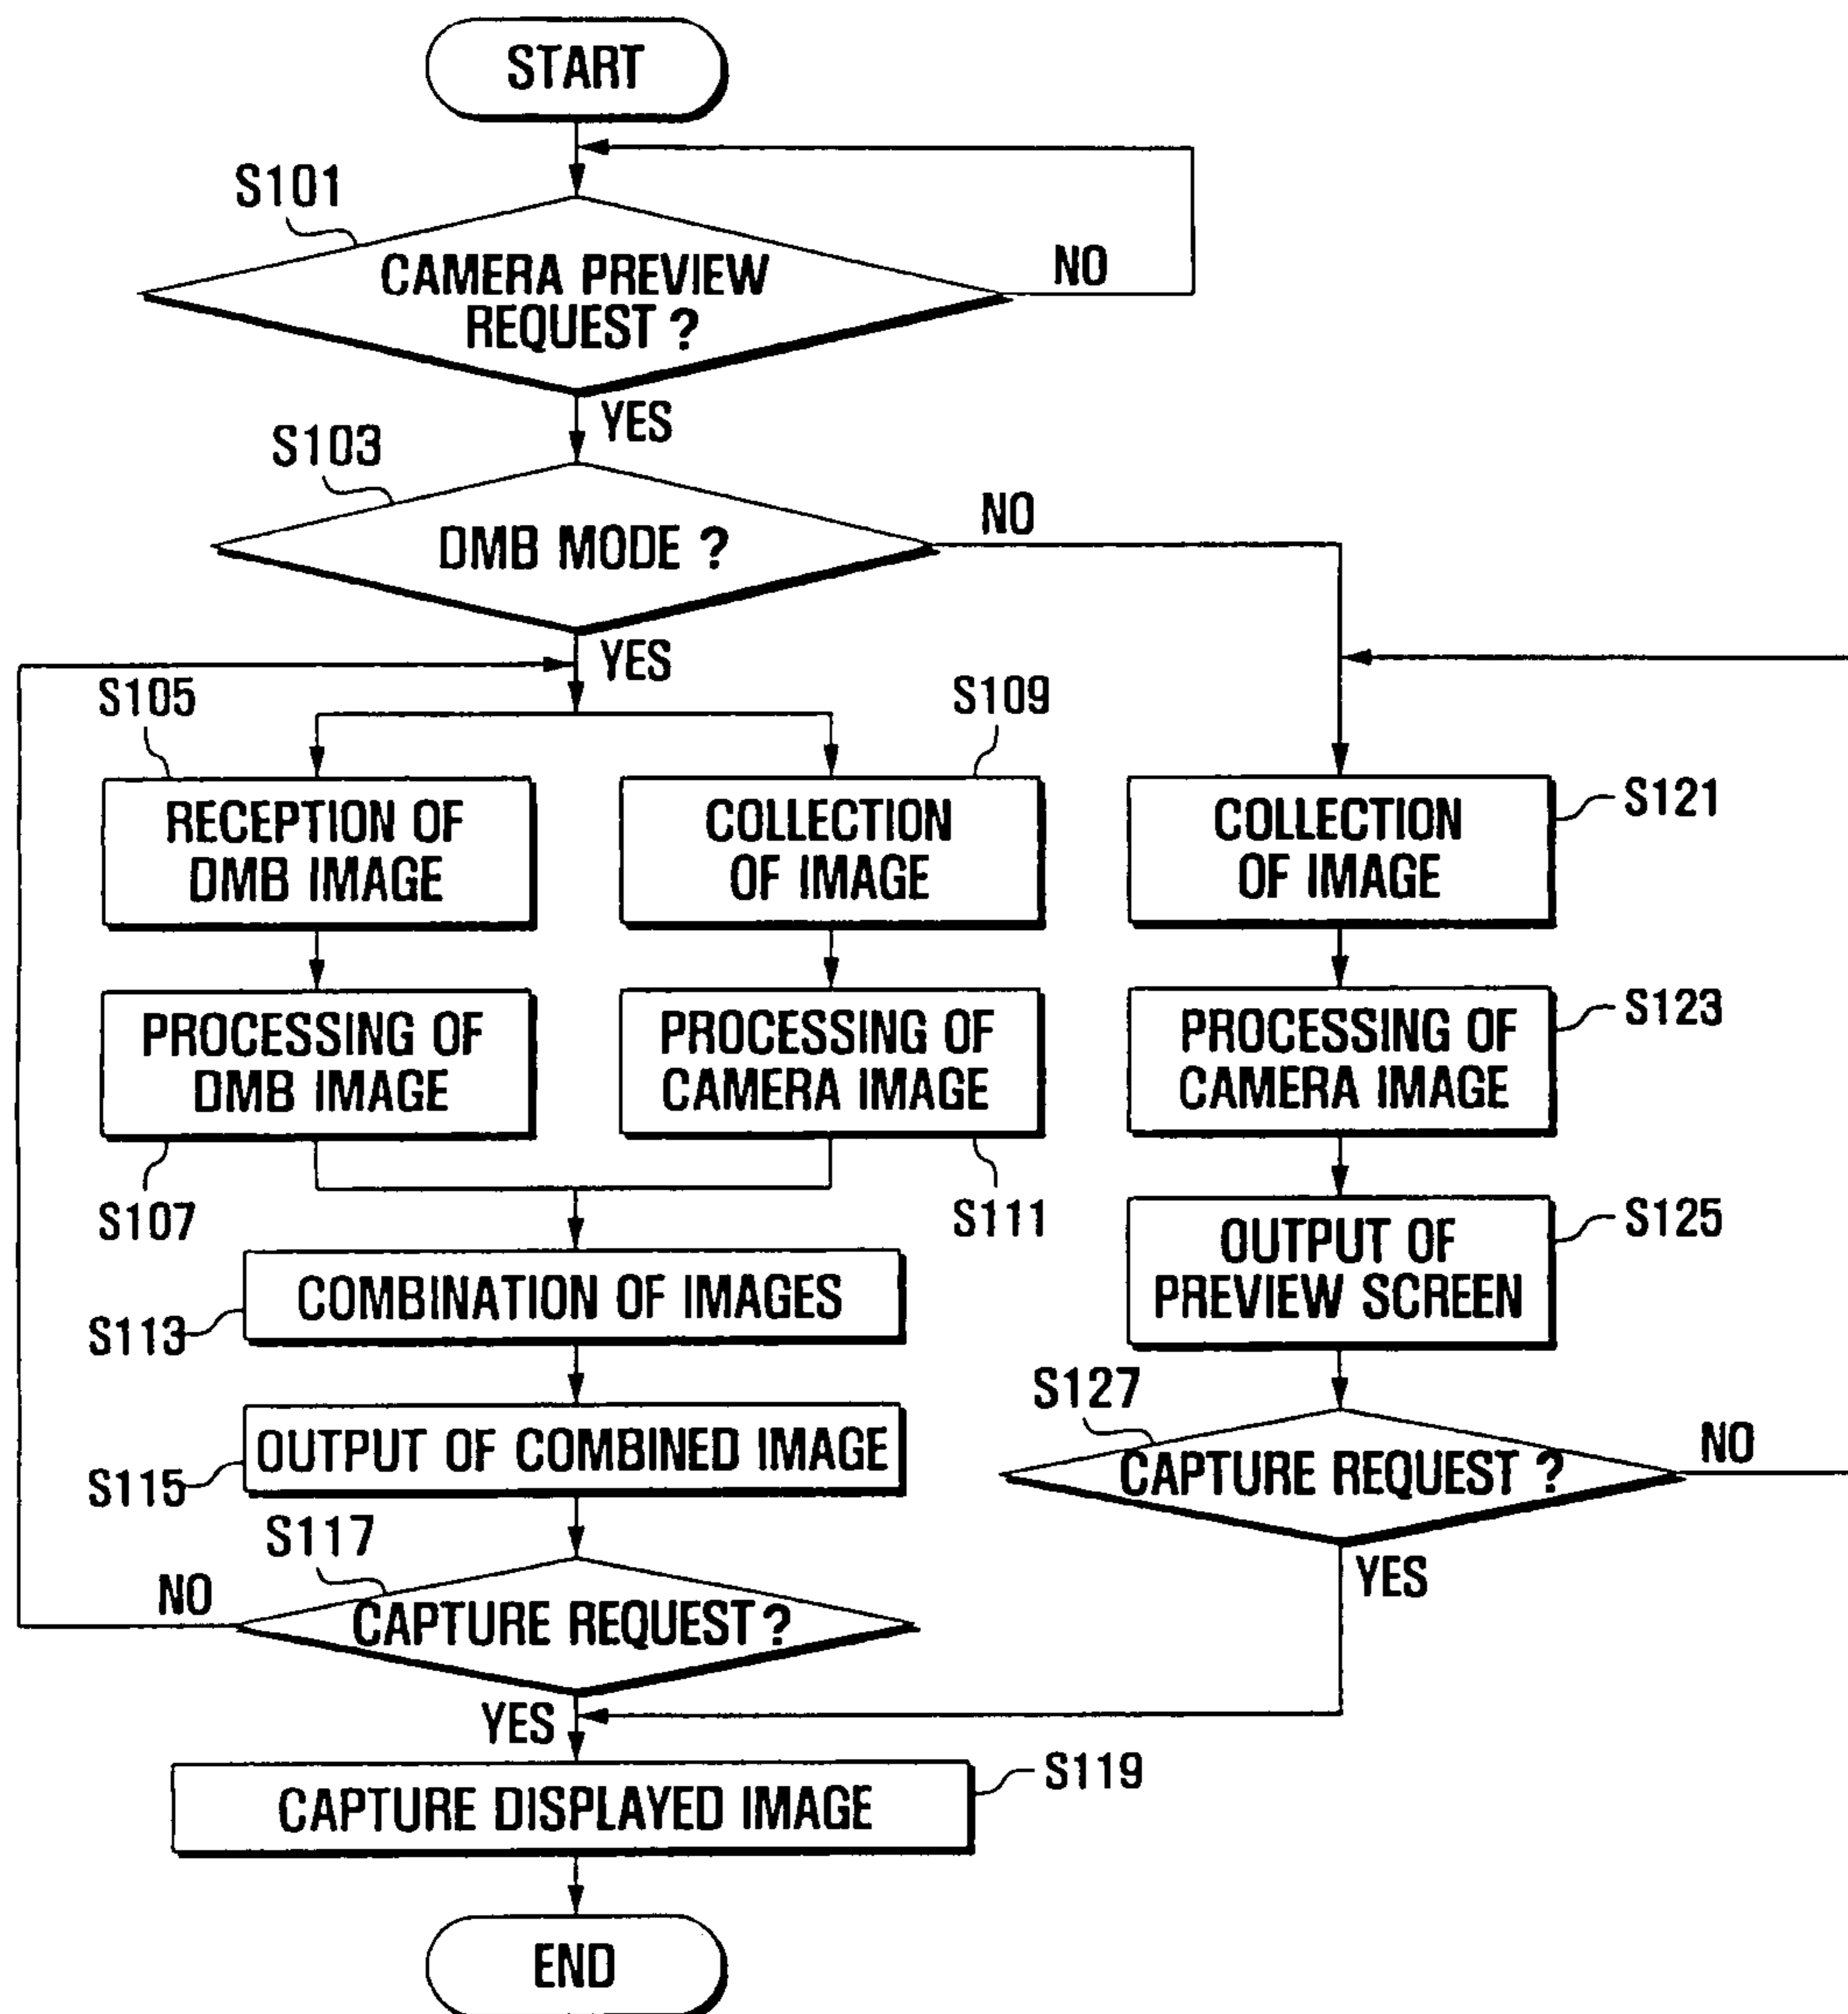 START
S101
CAMERA PREVIEW
REQUEST ?
NO
YES
S103
DMB MODE ?
NO
YES
S105
RECEPTION OF
DMB IMAGE
S109
COLLECTION
OF IMAGE
COLLECTION
OF IMAGE
S121
PROCESSING OF
DMB IMAGE
S107
PROCESSING OF
CAMERA IMAGE
S111
PROCESSING OF
CAMERA IMAGE
S123
COMBINATION OF IMAGES
S113
OUTPUT OF
PREVIEW SCREEN
S125
OUTPUT OF COMBINED IMAGE
S115
S127
CAPTURE REQUEST ?
NO
YES
S117
CAPTURE REQUEST ?
NO
YES
CAPTURE DISPLAYED IMAGE
S119
END